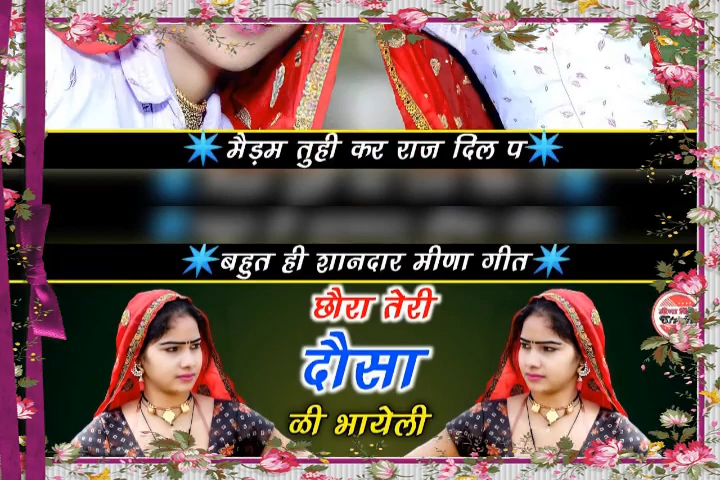 मैड़म तुही कर राज दिल प
बहुत ही शानदार मीणा गीत
छौरा तेरी
दौसा
ळी भायेली